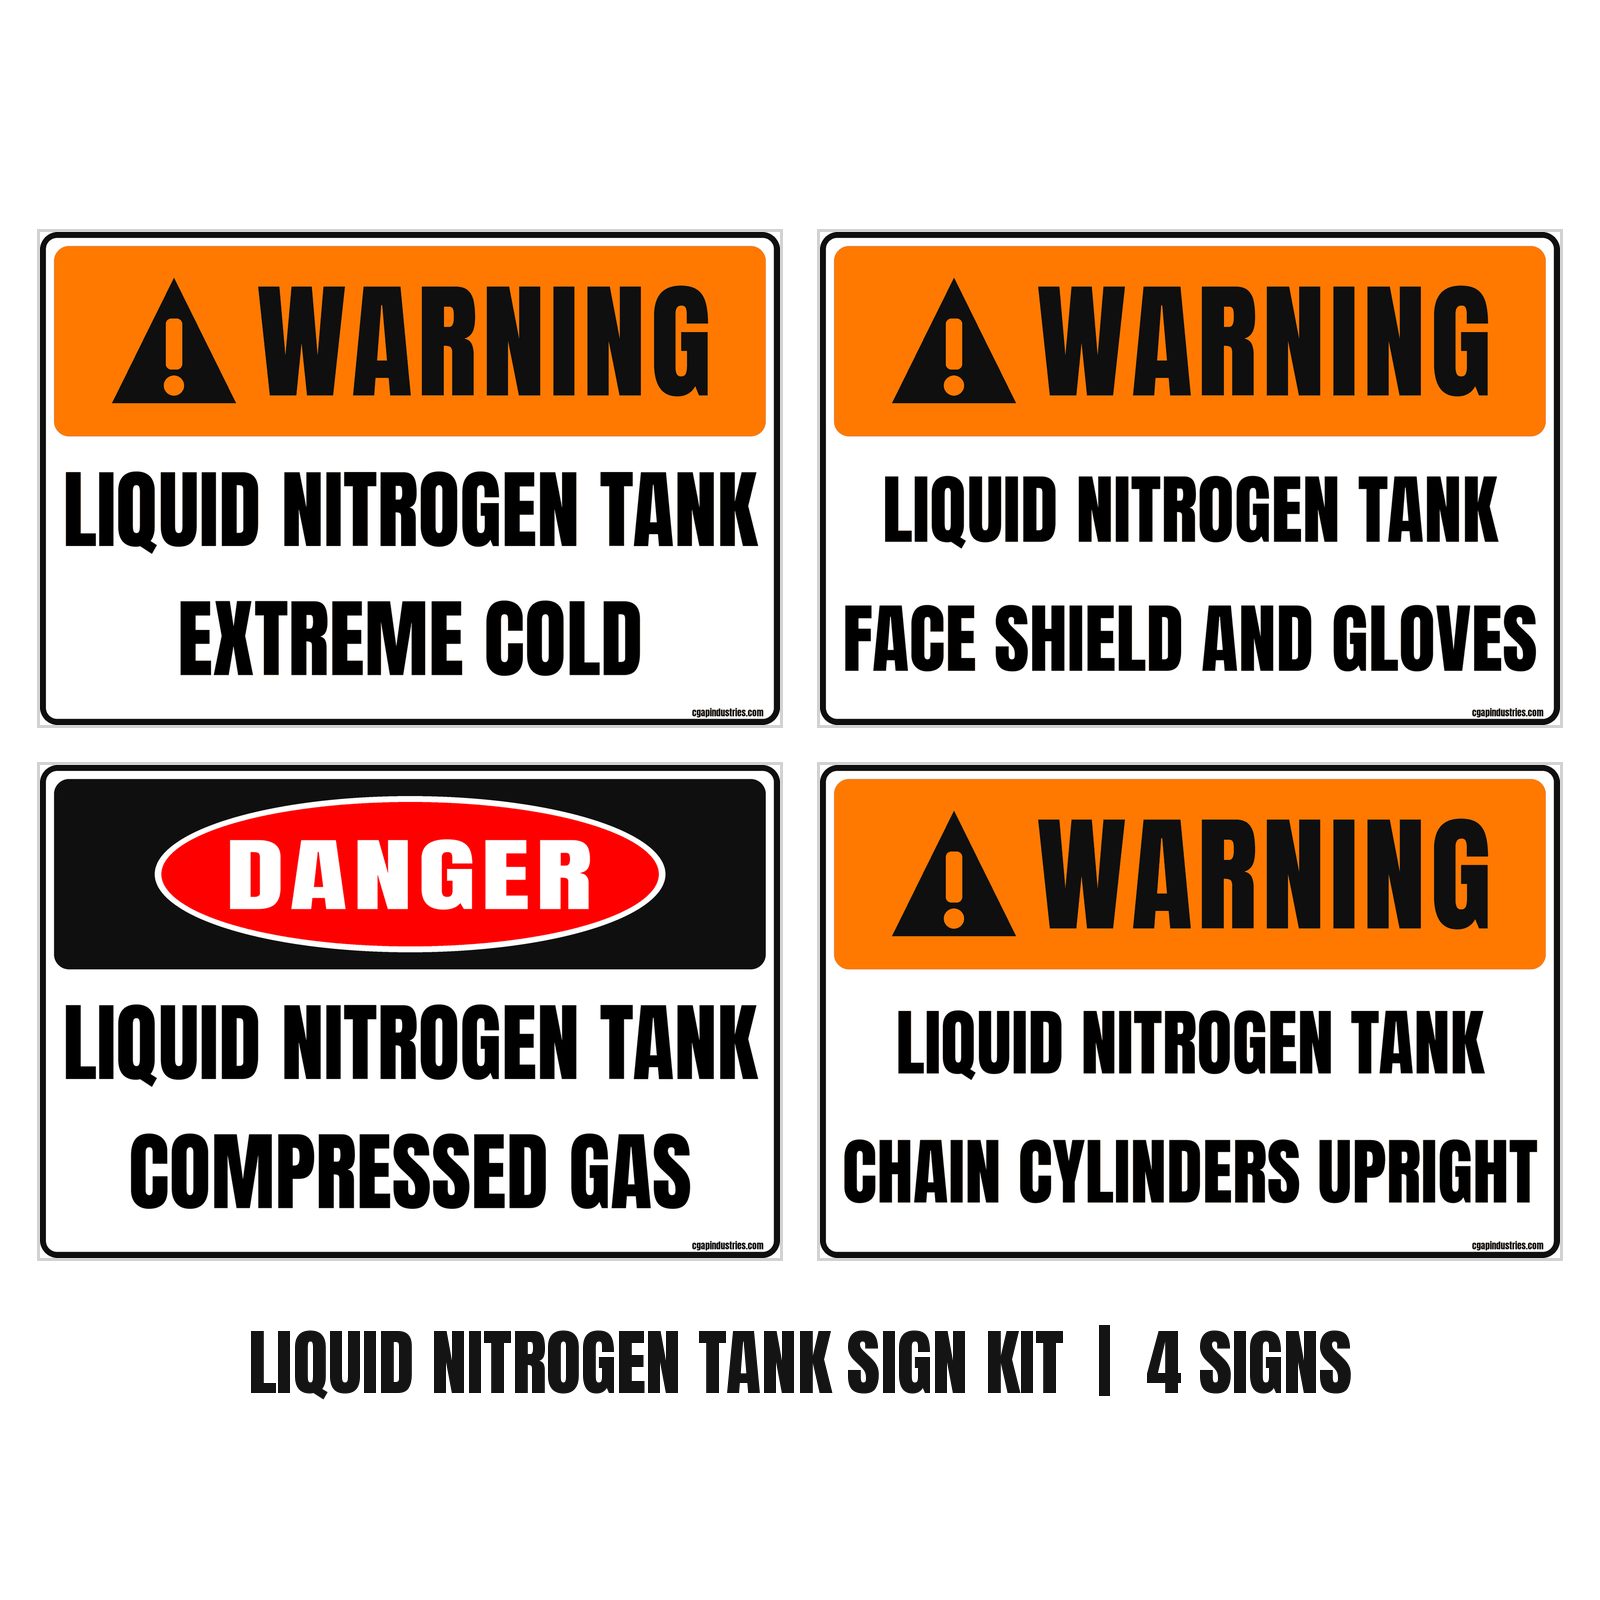 WARNING
LIQUID NITROGEN TANK
EXTREME COLD
cgapindustries.com
WARNING
LIQUID NITROGEN TANK
FACE SHIELD AND GLOVES
cgapindustries.com
DANGER
LIQUID NITROGEN TANK
COMPRESSED GAS
cgapindustries.com
WARNING
LIQUID NITROGEN TANK
CHAIN CYLINDERS UPRIGHT
cgapindustries.com
LIQUID NITROGEN TANK SIGN KIT | 4 SIGNS